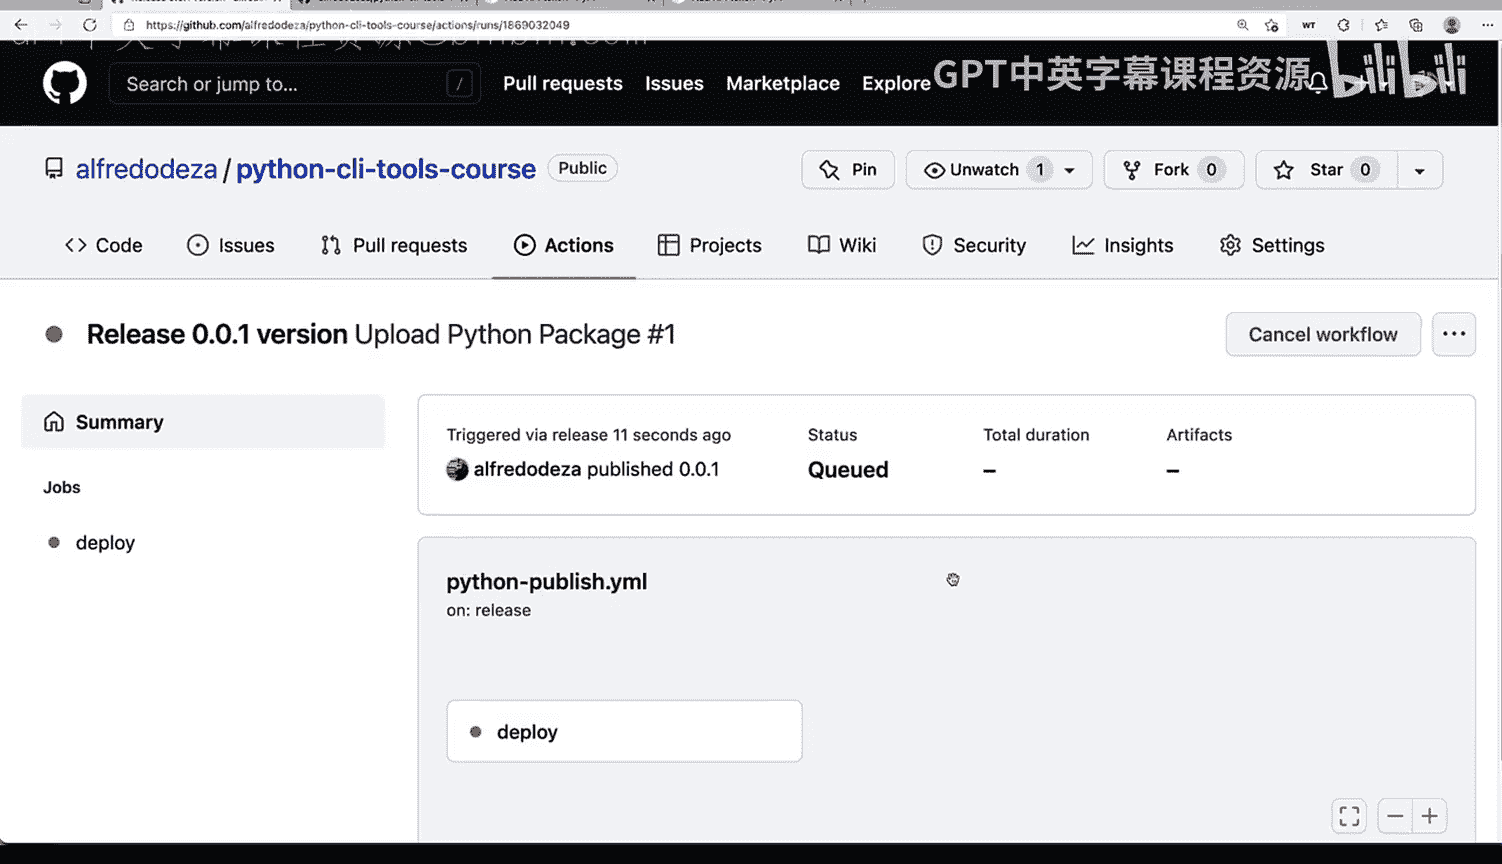 https://github.com/alfredodeza/python-cli-tools-course/actions/runs/1869032049
WT
Search or jump to...
/
Pull requests
Issues
Marketplace
Explore
GPT中英字幕课程资源
bilibili
alfredodeza / python-cli-tools-course
Public
Pin
Unwatch 1
Fork 0
Star 0
Code
Issues
Pull requests
Actions
Projects
Wiki
Security
Insights
Settings
Release 0.0.1 version Upload Python Package #1
Cancel workflow
Summary
Triggered via release 11 seconds ago
Status
Total duration
Artifacts
alfredodeza published 0.0.1
Queued
–
–
Jobs
deploy
python-publish.yml
on: release
deploy